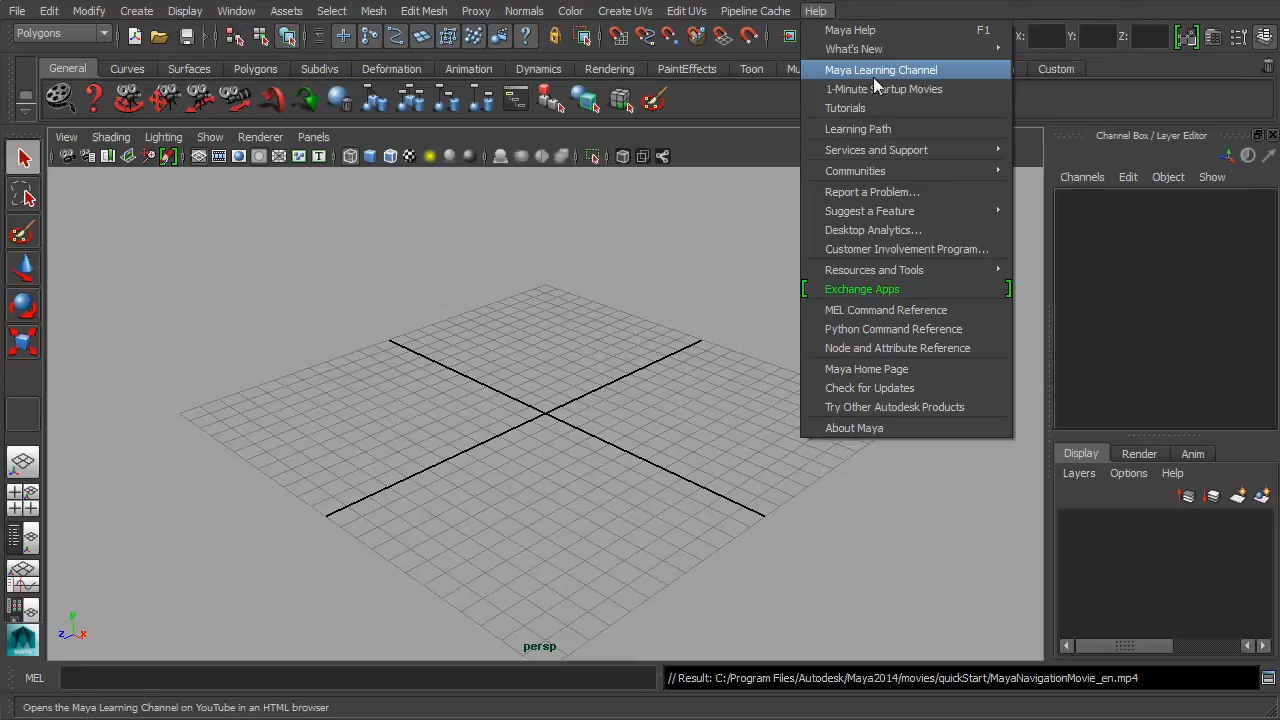 File Edit Modify Create Display Window Assets Select Mesh Edit Mesh Proxy Normals Color Create UVs Edit UVs Pipeline Cache Help
Polygons
X: Y: Z:
General Curves Surfaces Polygons Subdivs Deformation Animation Dynamics Rendering PaintEffects Toon Mu Custom
Maya Help F1
What's New
Maya Learning Channel
1-Minute Startup Movies
Tutorials
Learning Path
Services and Support
Communities
Report a Problem...
Suggest a Feature
Desktop Analytics...
Customer Involvement Program...
Resources and Tools
Exchange Apps
MEL Command Reference
Python Command Reference
Node and Attribute Reference
Maya Home Page
Check for Updates
Try Other Autodesk Products
About Maya
View Shading Lighting Show Renderer Panels
Channel Box / Layer Editor
Channels Edit Object Show
Display Render Anim
Layers Options Help
y
z x
persp
MEL
// Result: C:/Program Files/Autodesk/Maya2014/movies/quickStart/MayaNavigationMovie_en.mp4
Opens the Maya Learning Channel on YouTube in an HTML browser